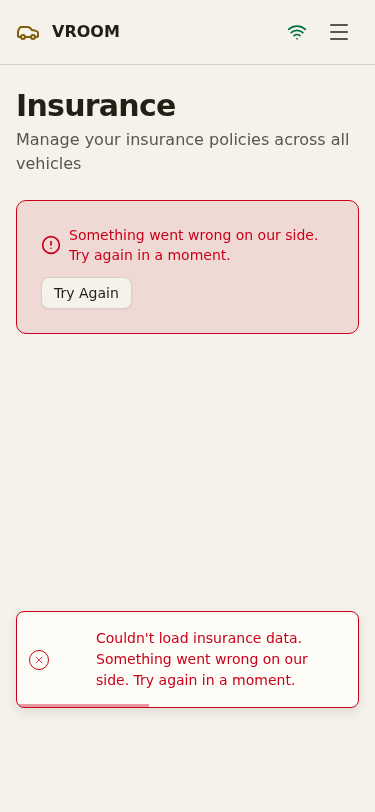 VROOM
Insurance
Manage your insurance policies across all
vehicles
Something went wrong on our side.
Try again in a moment.
Try Again
Couldn't load insurance data.
Something went wrong on our
side. Try again in a moment.